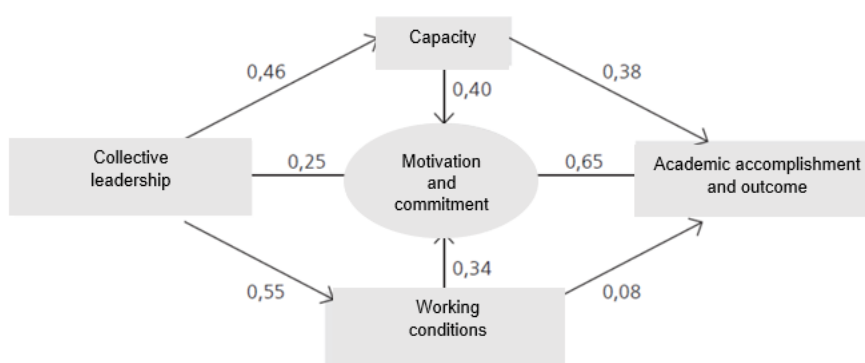 Capacity
0,46
0,38
0,40
Collective
leadership
0,25
Motivation
and
commitment
0,65
Academic accomplishment
and outcome
0,34
0,55
0,08
Working
conditions